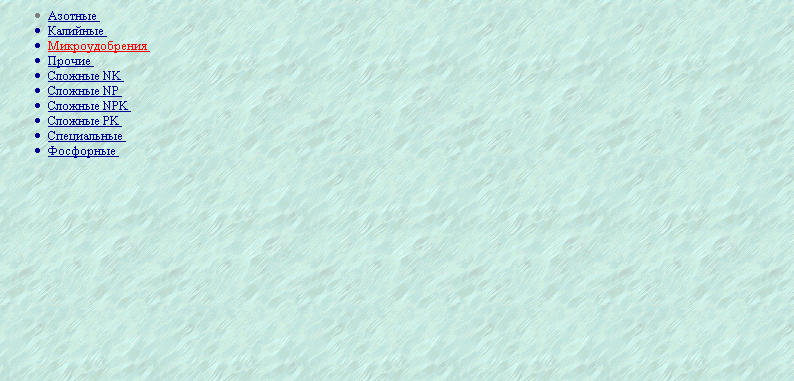 Азотные
Калийные
Микроудобрения
Прочие
Сложные NK
Сложные NP
Сложные NPK
Сложные PK
Специальные
Фосфорные